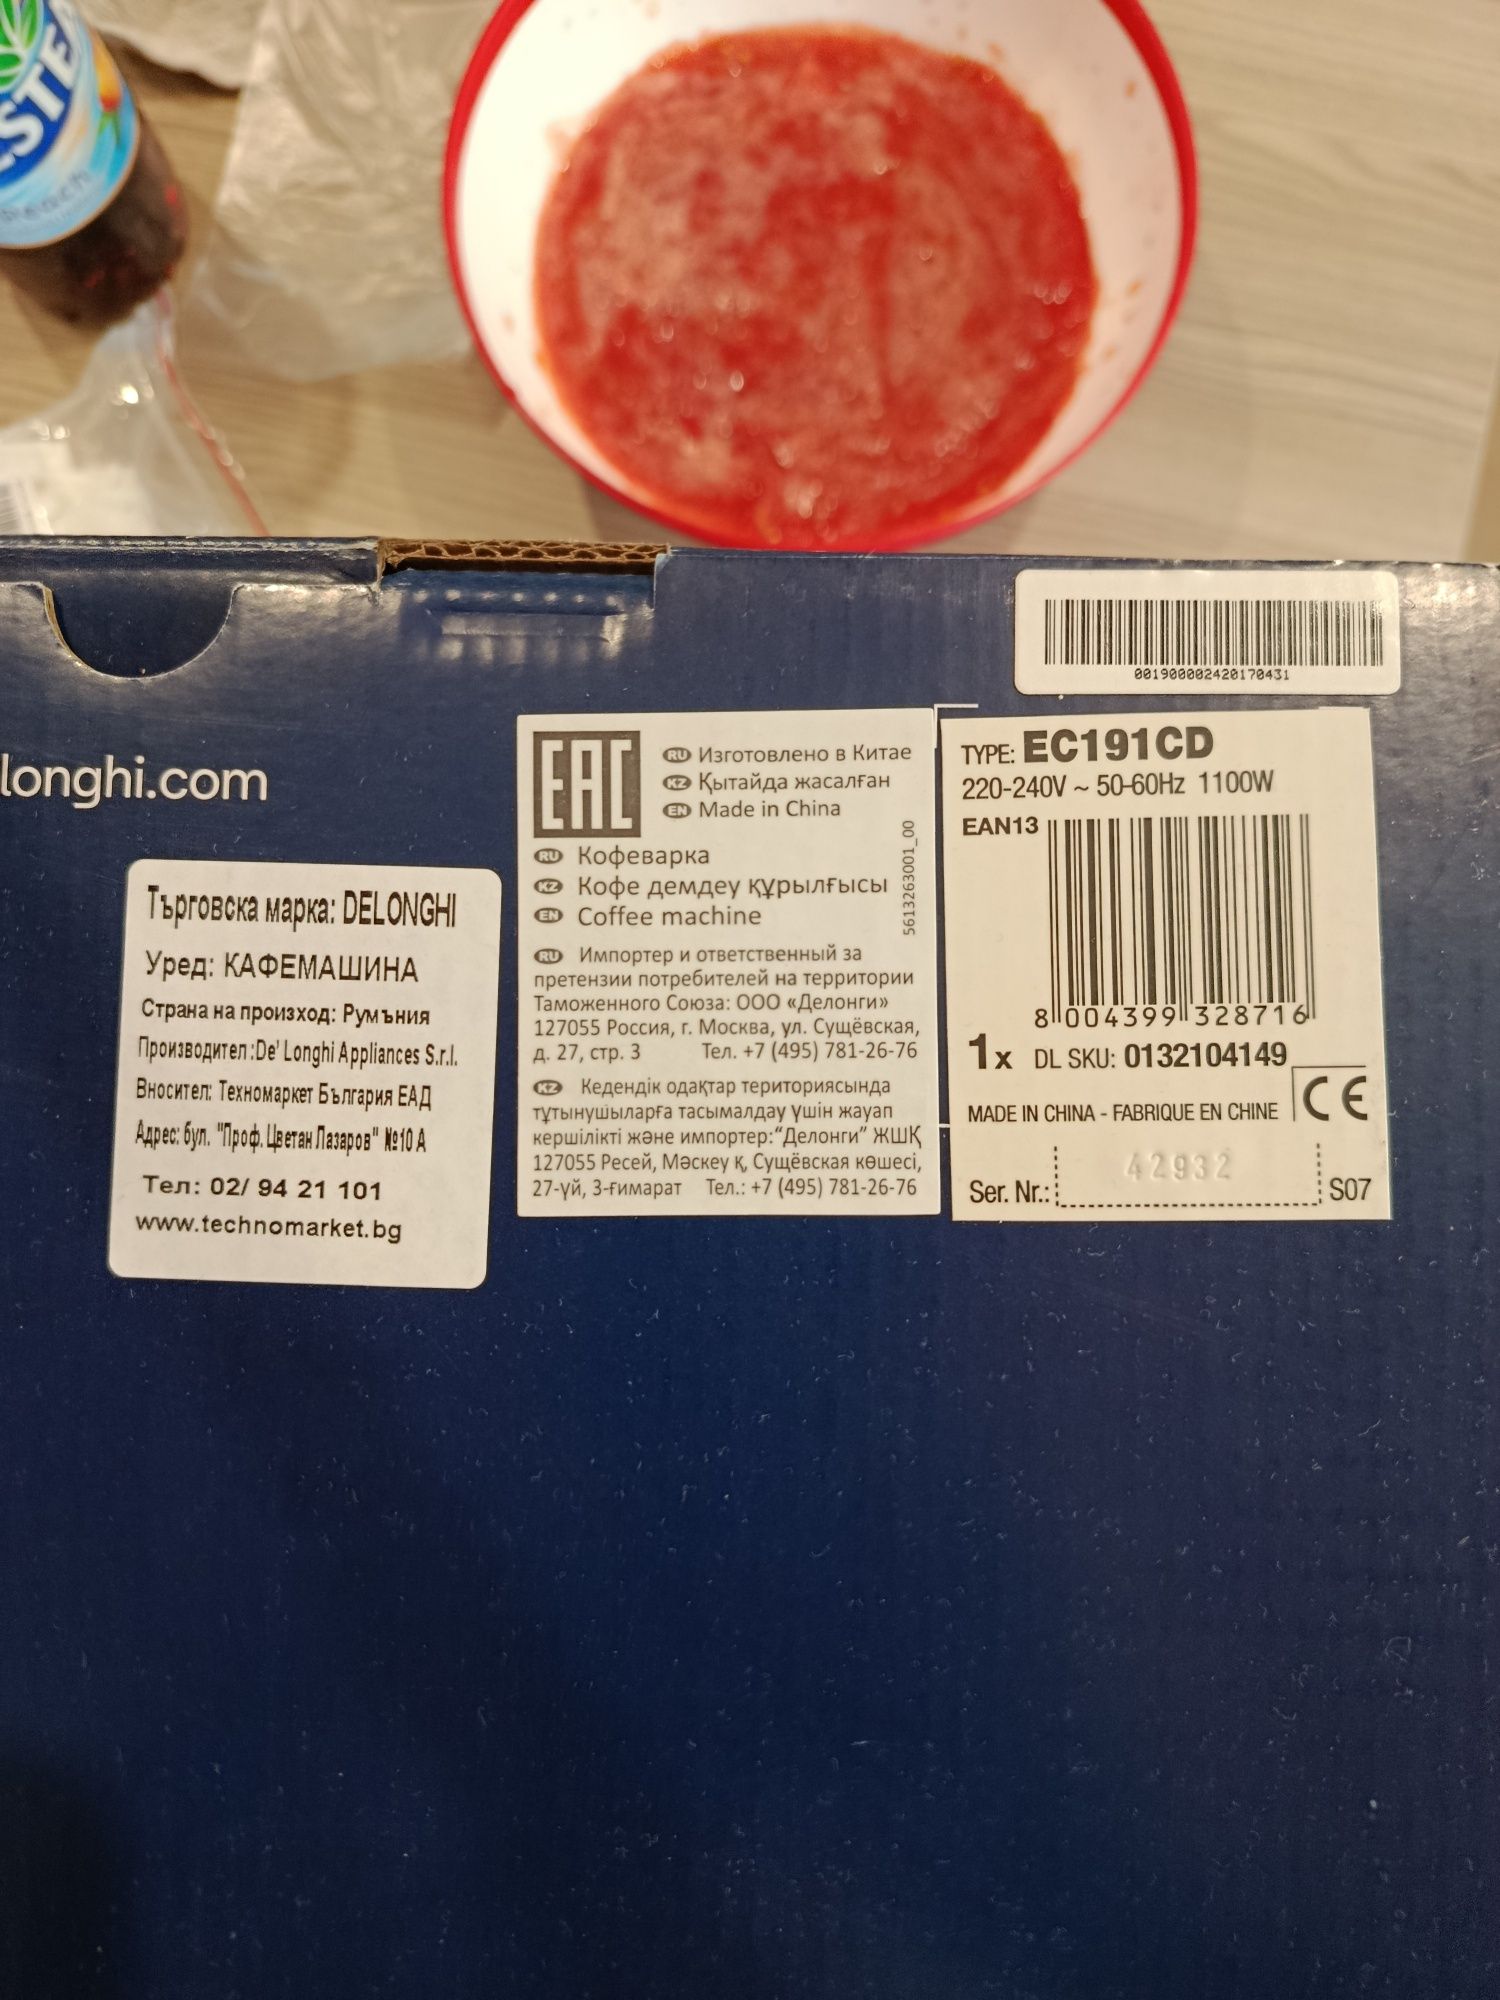 001900002420170431
longhi.com
Търговска марка: DELONGHI
Уред: КАФЕМАШИНА
Страна на произход: Румъния
Производител :De' Longhi Appliances S.r.l.
Вносител: Техномаркет България ЕАД
Адрес: бул. "Проф. Цветан Лазаров" №10 А
Тел: 02/ 94 21 101
www.technomarket.bg
EAC
RU Изготовлено в Китае
KZ Қытайда жасалған
EN Made in China
RU Кофеварка
KZ Кофе демдеу құрылғысы
EN Coffee machine
5613263001_00
RU Импортер и ответственный за
претензии потребителей на территории
Таможенного Союза: ООО «Делонги»
127055 Россия, г. Москва, ул. Сущёвская,
д. 27, стр. 3 Тел. +7 (495) 781-26-76
KZ Кедендік одақтар териториясында
тұтынушыларға тасымалдау үшін жауап
кершілікті және импортер:“Делонги” ЖШҚ
127055 Ресей, Мәскеу қ, Сущёвская көшесі,
27-үй, 3-ғимарат Тел.: +7 (495) 781-26-76
TYPE: EC191CD
220-240V ~ 50-60Hz 1100W
EAN13
8 004399 328716
1x DL SKU: 0132104149
MADE IN CHINA - FABRIQUE EN CHINE CE
42932
Ser. Nr.: S07